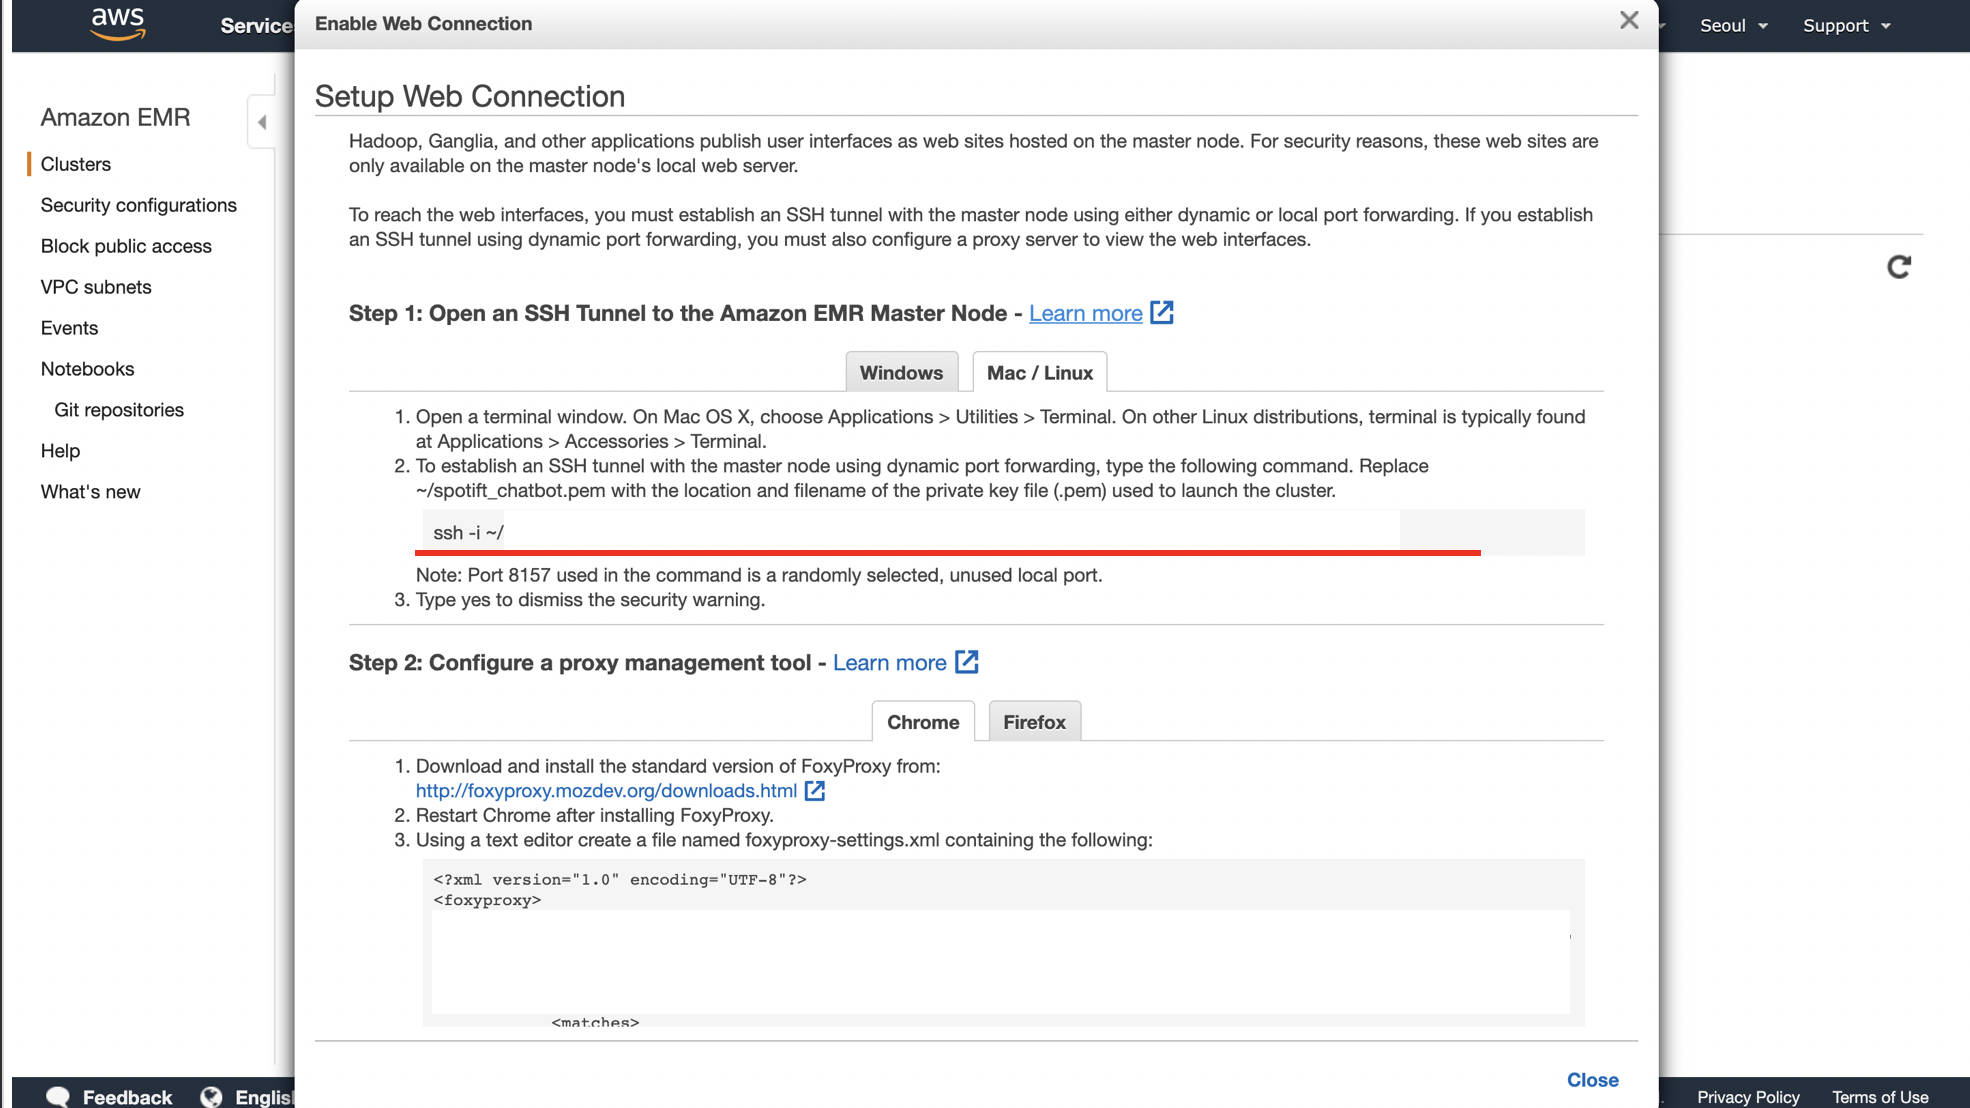 aws
Service
Enable Web Connection
Seoul
Support
Amazon EMR
Clusters
Security configurations
Block public access
VPC subnets
Events
Notebooks
Git repositories
Help
What's new
Setup Web Connection
Hadoop, Ganglia, and other applications publish user interfaces as web sites hosted on the master node. For security reasons, these web sites are
only available on the master node's local web server.
To reach the web interfaces, you must establish an SSH tunnel with the master node using either dynamic or local port forwarding. If you establish
an SSH tunnel using dynamic port forwarding, you must also configure a proxy server to view the web interfaces.
Step 1: Open an SSH Tunnel to the Amazon EMR Master Node - Learn more
Windows
Mac / Linux
1. Open a terminal window. On Mac OS X, choose Applications > Utilities > Terminal. On other Linux distributions, terminal is typically found
at Applications > Accessories > Terminal.
2. To establish an SSH tunnel with the master node using dynamic port forwarding, type the following command. Replace
~/spotift_chatbot.pem with the location and filename of the private key file (.pem) used to launch the cluster.
ssh -i ~/
Note: Port 8157 used in the command is a randomly selected, unused local port.
3. Type yes to dismiss the security warning.
Step 2: Configure a proxy management tool - Learn more
Chrome
Firefox
1. Download and install the standard version of FoxyProxy from:
http://foxyproxy.mozdev.org/downloads.html
2. Restart Chrome after installing FoxyProxy.
3. Using a text editor create a file named foxyproxy-settings.xml containing the following:
<?xml version="1.0" encoding="UTF-8"?>
<foxyproxy>
<matches>
Close
Feedback
Englis
Privacy Policy
Terms of Use